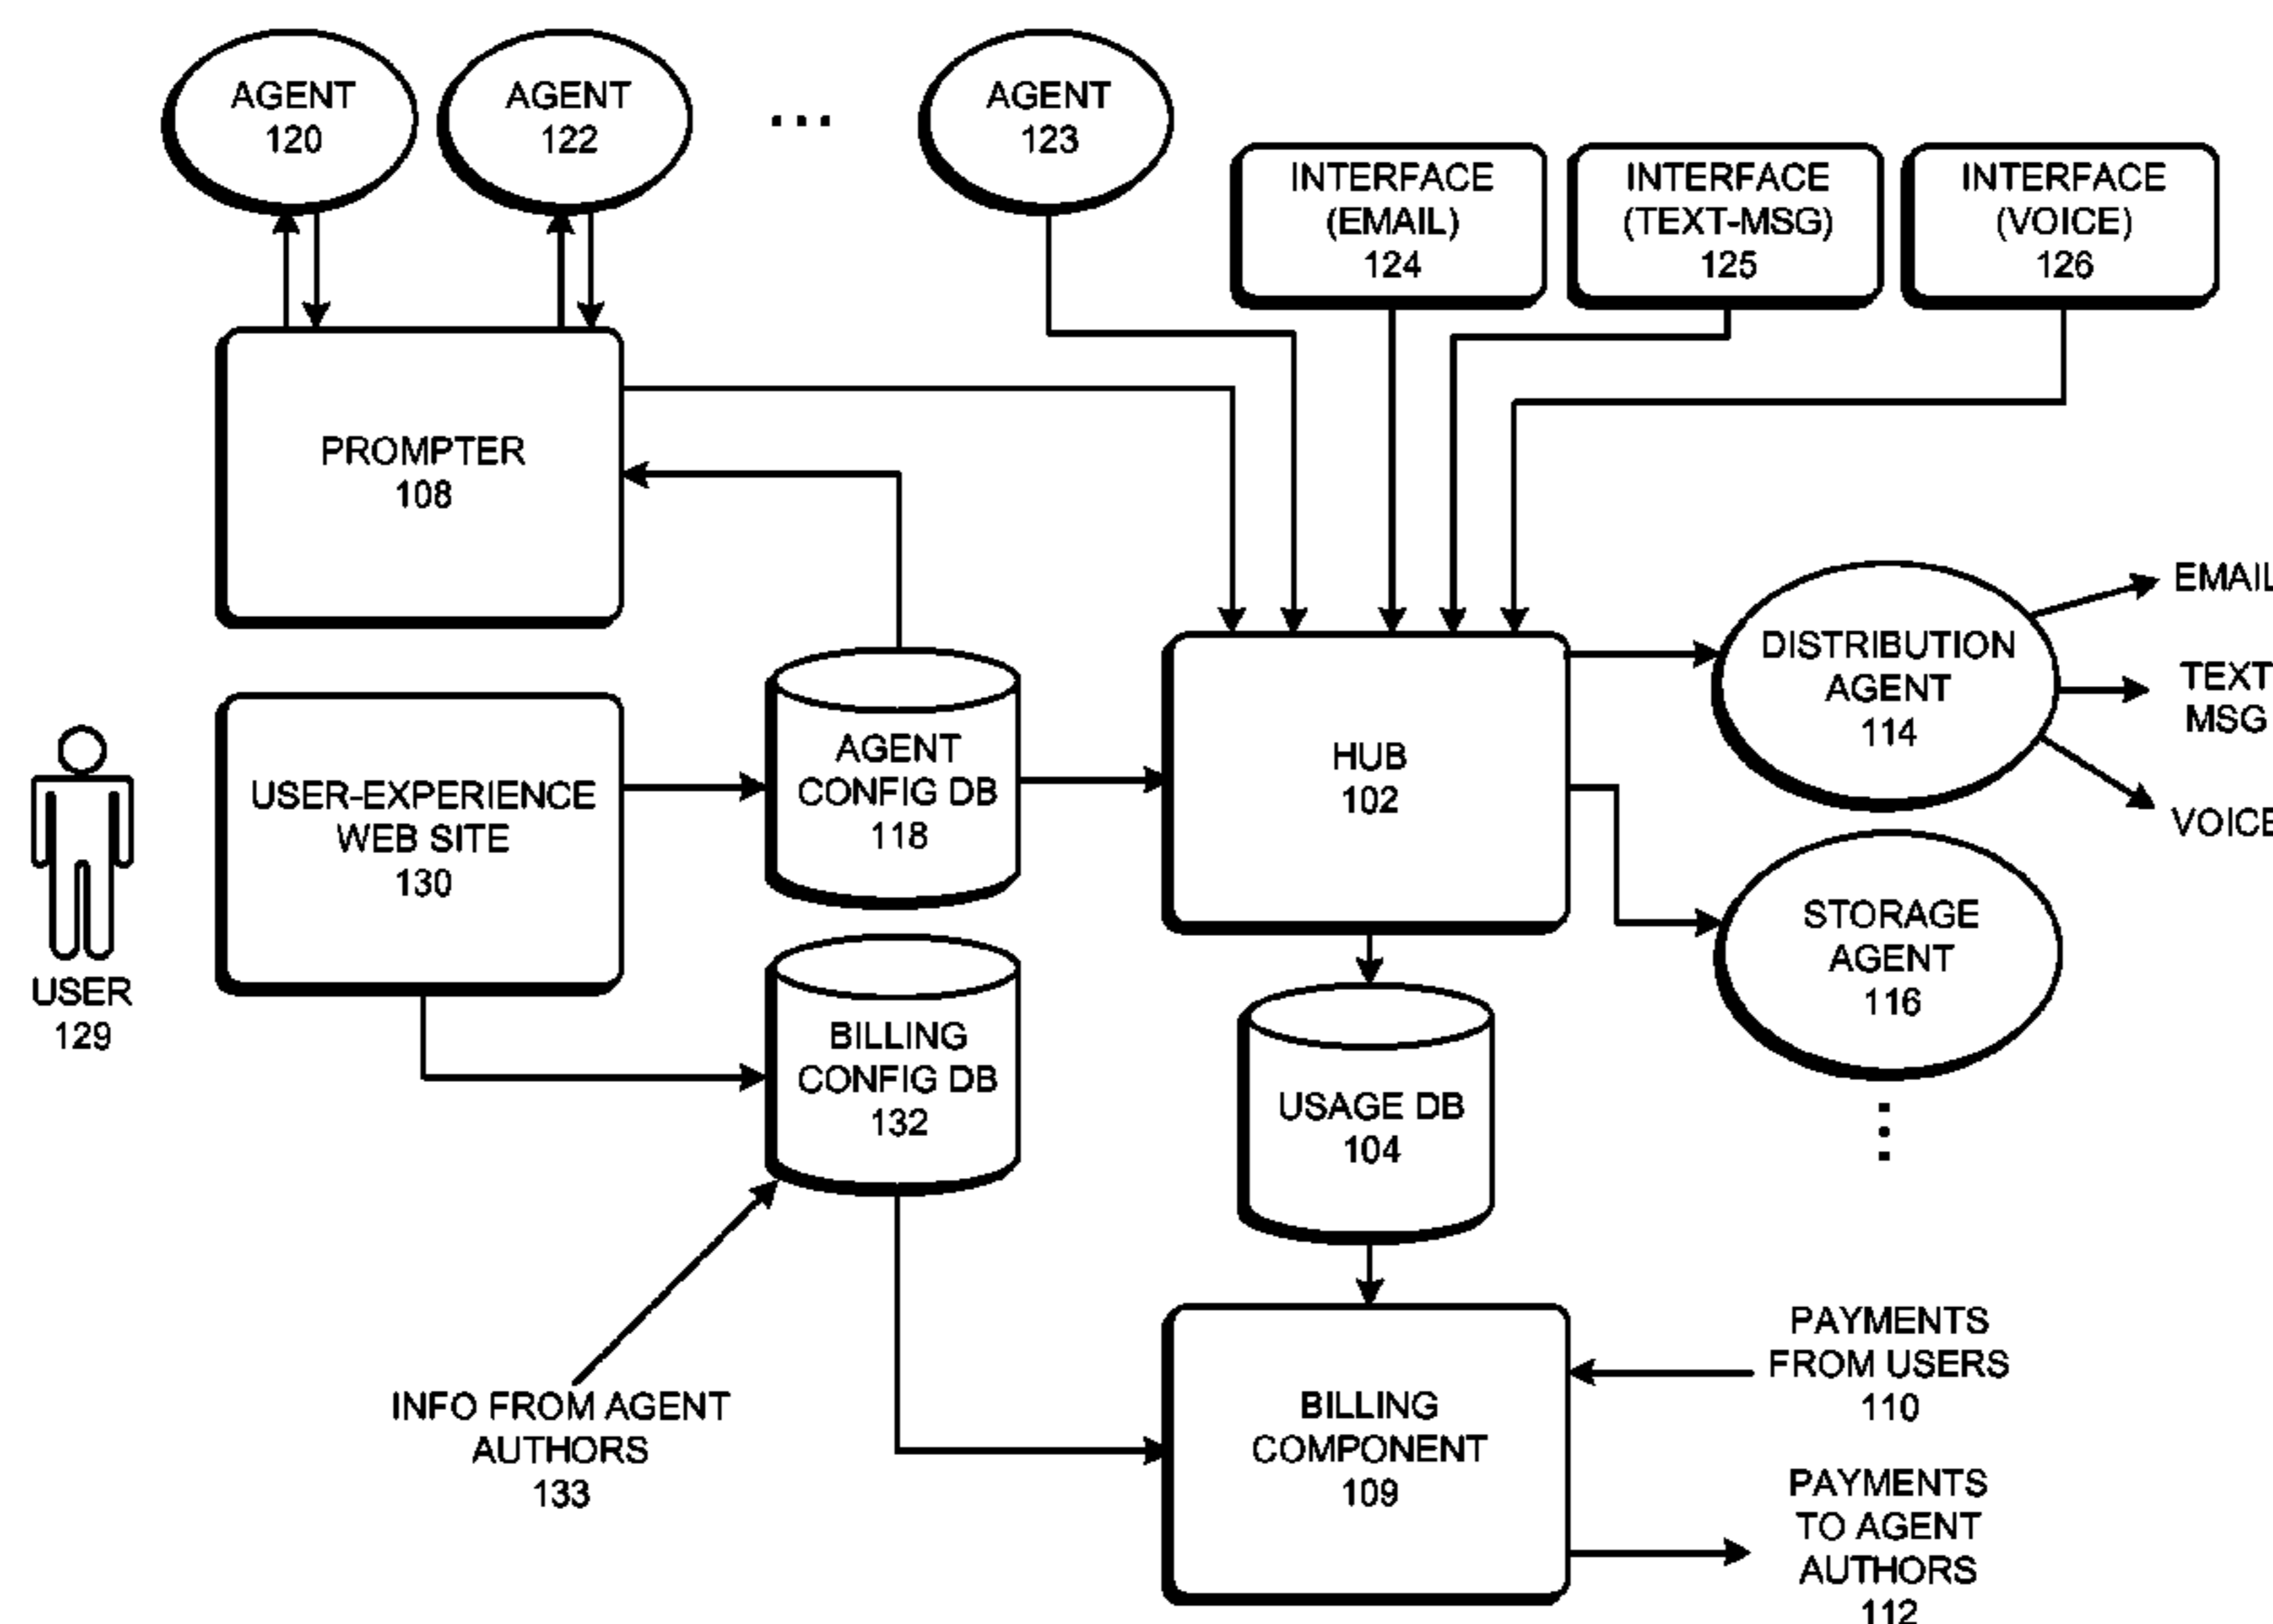 AGENT
120
AGENT
122
...
AGENT
123
INTERFACE
(EMAIL)
124
INTERFACE
(TEXT-MSG)
125
INTERFACE
(VOICE)
126
PROMPTER
108
USER
129
USER-EXPERIENCE
WEB SITE
130
AGENT
CONFIG DB
118
HUB
102
DISTRIBUTION
AGENT
114
EMAIL
TEXT
MSG
VOICE
STORAGE
AGENT
116
BILLING
CONFIG DB
132
USAGE DB
104
INFO FROM AGENT
AUTHORS
133
BILLING
COMPONENT
109
PAYMENTS
FROM USERS
110
PAYMENTS
TO AGENT
AUTHORS
112